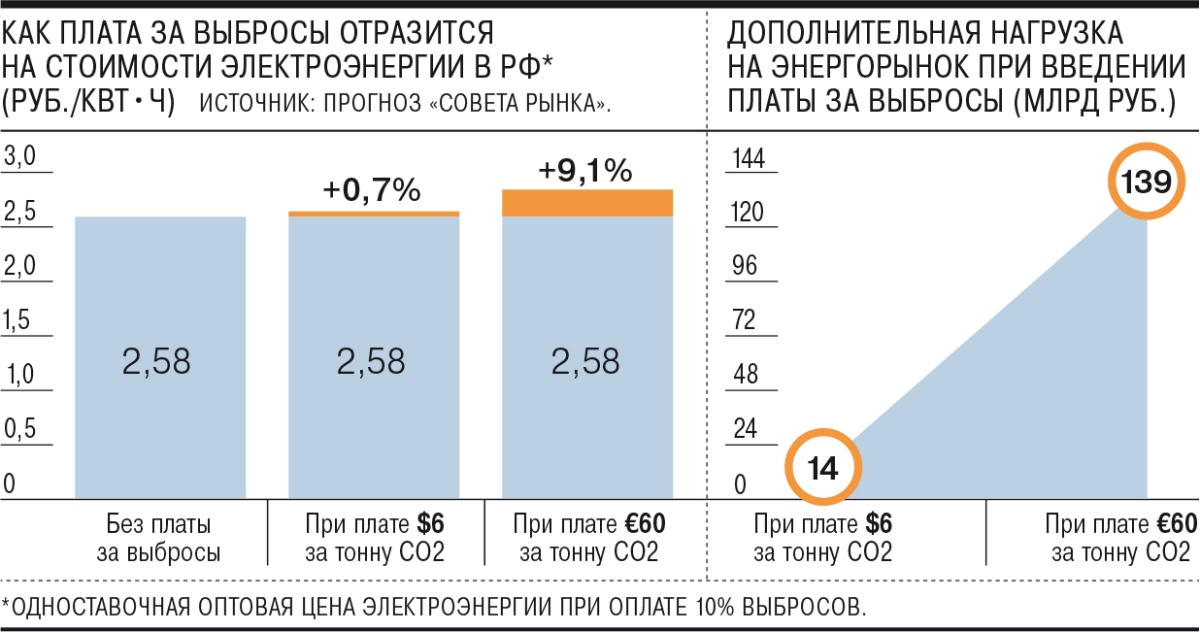 КАК ПЛАТА ЗА ВЫБРОСЫ ОТРАЗИТСЯ
НА СТОИМОСТИ ЭЛЕКТРОЭНЕРГИИ В РФ*
(РУБ./КВТ • Ч) ИСТОЧНИК: ПРОГНОЗ «СОВЕТА РЫНКА».
3,0
2,5
2,0
1,5
1,0
0,5
0
+0,7%
+9,1%
2,58
2,58
2,58
Без платы
за выбросы
При плате $6
за тонну СО2
При плате €60
за тонну СО2
ДОПОЛНИТЕЛЬНАЯ НАГРУЗКА
НА ЭНЕРГОРЫНОК ПРИ ВВЕДЕНИИ
ПЛАТЫ ЗА ВЫБРОСЫ (МЛРД РУБ.)
144
120
96
72
48
24
0
14
139
При плате $6
за тонну СО2
При плате €60
за тонну СО2
*ОДНОСТАВОЧНАЯ ОПТОВАЯ ЦЕНА ЭЛЕКТРОЭНЕРГИИ ПРИ ОПЛАТЕ 10% ВЫБРОСОВ.